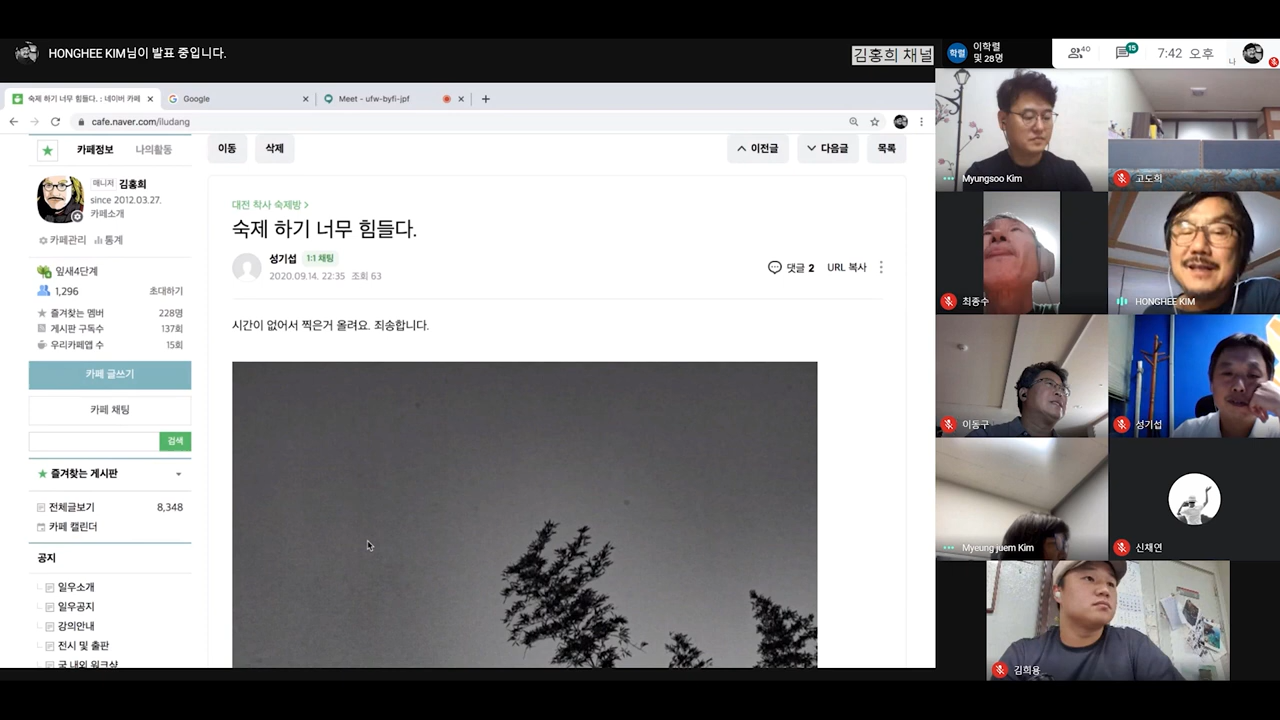 HONGHEE KIM님이 발표 중입니다.
김홍희 채널
학렬
이학렬
및 28명
40
15
7:42 오후
나
숙제 하기 너무 힘들다. : 네이버 카페
Google
Meet - ufw-byfi-jpf
cafe.naver.com/illudang
카페정보
나의활동
매니저 김홍희
since 2012.03.27.
카페소개
카페관리
통계
잎새4단계
1,296
초대하기
즐겨찾는 멤버
228명
게시판 구독수
137회
우리카페앱 수
15회
카페 글쓰기
카페 채팅
검색
즐겨찾는 게시판
전체글보기
8,348
카페 캘린더
공지
일우소개
일우공지
강의안내
전시 및 출판
국 내외 워크샵
이동
삭제
이전글
다음글
목록
대전 착사 숙제방 >
숙제 하기 너무 힘들다.
성기섭
1:1 채팅
2020.09.14. 22:35 조회 63
댓글 2
URL 복사
시간이 없어서 찍은거 올려요. 죄송합니다.
Myungsoo Kim
고도희
최종수
HONGHEE KIM
이동구
성기섭
Myeung juem Kim
신채연
김희용